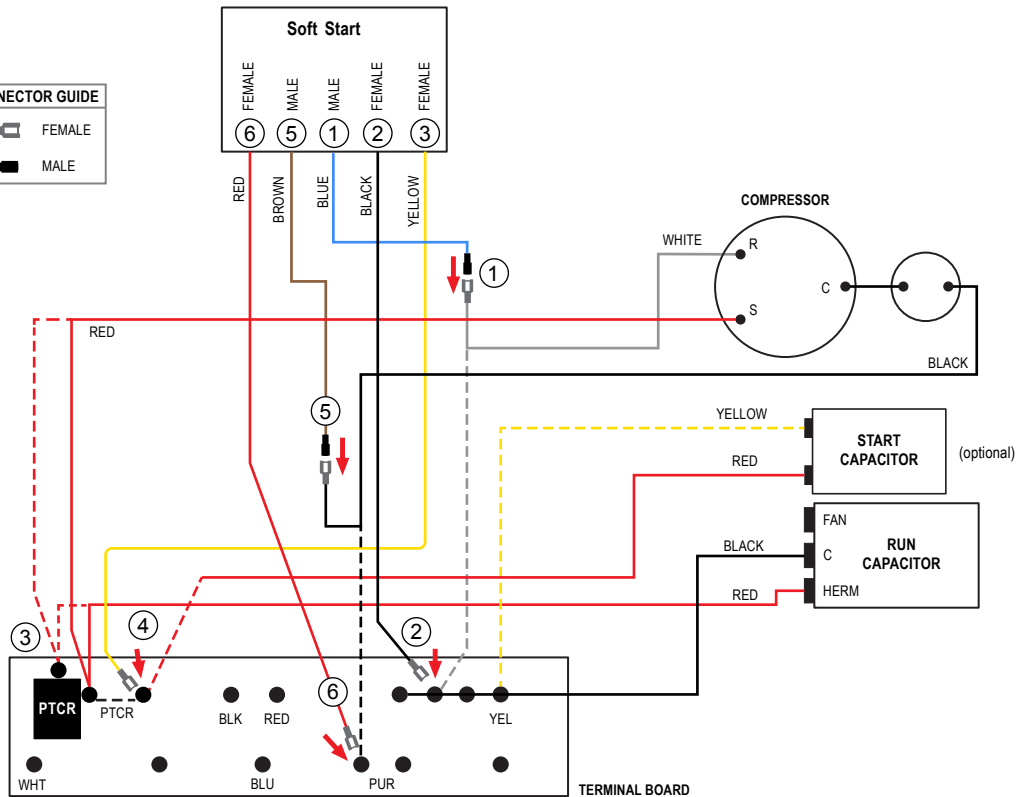 Soft Start
FEMALE
MALE
MALE
FEMALE
FEMALE
6
5
1
2
3
NECTOR GUIDE
FEMALE
MALE
RED
BROWN
BLUE
BLACK
YELLOW
COMPRESSOR
WHITE
R
1
C
S
RED
BLACK
5
YELLOW
START
CAPACITOR
(optional)
RED
FAN
BLACK
C
RUN
CAPACITOR
RED
HERM
3
4
2
6
PTCR
PTCR
BLK
RED
YEL
WHT
BLU
PUR
TERMINAL BOARD